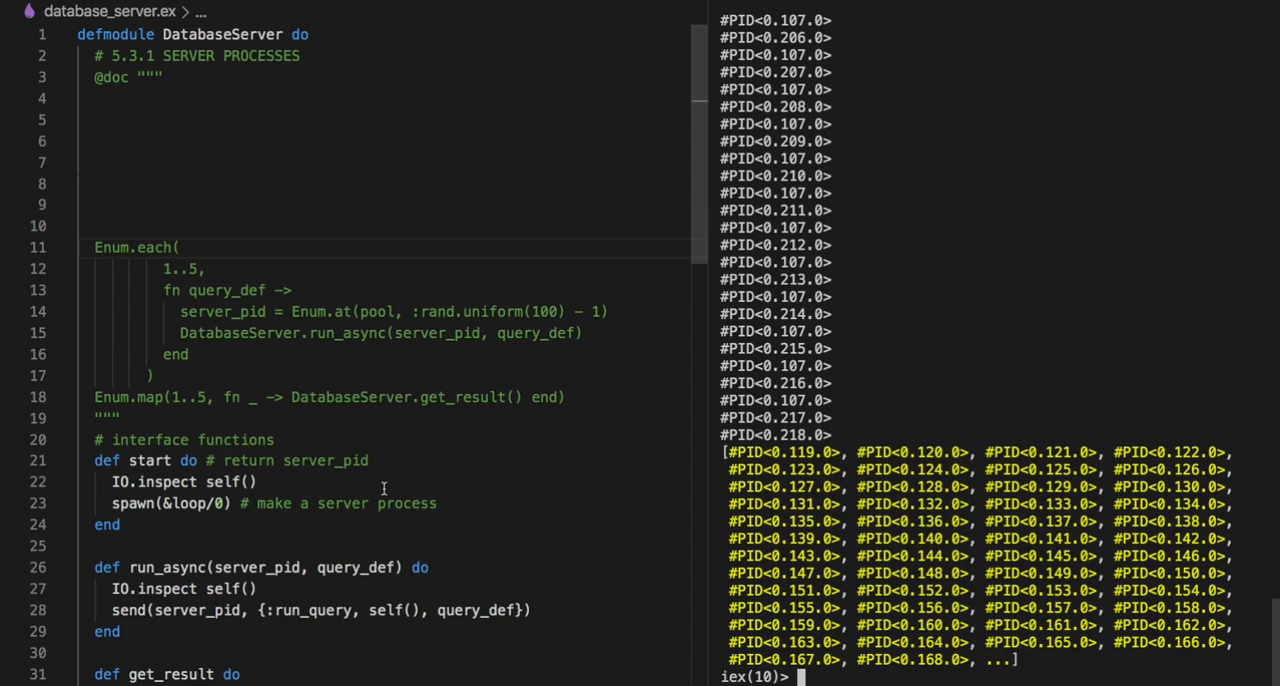 database_server.ex > ...
1 defmodule DatabaseServer do
2 # 5.3.1 SERVER PROCESSES
3 @doc """
4
5
6
7
8
9
10
11 Enum.each(
12 1..5,
13 fn query_def ->
14 server_pid = Enum.at(pool, :rand.uniform(100) - 1)
15 DatabaseServer.run_async(server_pid, query_def)
16 end
17 )
18 Enum.map(1..5, fn _ -> DatabaseServer.get_result() end)
19 """
20 # interface functions
21 def start do # return server_pid
22 IO.inspect self()
23 spawn(&loop/0) # make a server process
24 end
25
26 def run_async(server_pid, query_def) do
27 IO.inspect self()
28 send(server_pid, {:run_query, self(), query_def})
29 end
30
31 def get_result do
#PID<0.107.0>
#PID<0.206.0>
#PID<0.107.0>
#PID<0.207.0>
#PID<0.107.0>
#PID<0.208.0>
#PID<0.107.0>
#PID<0.209.0>
#PID<0.107.0>
#PID<0.210.0>
#PID<0.107.0>
#PID<0.211.0>
#PID<0.107.0>
#PID<0.212.0>
#PID<0.107.0>
#PID<0.213.0>
#PID<0.107.0>
#PID<0.214.0>
#PID<0.107.0>
#PID<0.215.0>
#PID<0.107.0>
#PID<0.216.0>
#PID<0.107.0>
#PID<0.217.0>
#PID<0.218.0>
[#PID<0.119.0>, #PID<0.120.0>, #PID<0.121.0>, #PID<0.122.0>,
#PID<0.123.0>, #PID<0.124.0>, #PID<0.125.0>, #PID<0.126.0>,
#PID<0.127.0>, #PID<0.128.0>, #PID<0.129.0>, #PID<0.130.0>,
#PID<0.131.0>, #PID<0.132.0>, #PID<0.133.0>, #PID<0.134.0>,
#PID<0.135.0>, #PID<0.136.0>, #PID<0.137.0>, #PID<0.138.0>,
#PID<0.139.0>, #PID<0.140.0>, #PID<0.141.0>, #PID<0.142.0>,
#PID<0.143.0>, #PID<0.144.0>, #PID<0.145.0>, #PID<0.146.0>,
#PID<0.147.0>, #PID<0.148.0>, #PID<0.149.0>, #PID<0.150.0>,
#PID<0.151.0>, #PID<0.152.0>, #PID<0.153.0>, #PID<0.154.0>,
#PID<0.155.0>, #PID<0.156.0>, #PID<0.157.0>, #PID<0.158.0>,
#PID<0.159.0>, #PID<0.160.0>, #PID<0.161.0>, #PID<0.162.0>,
#PID<0.163.0>, #PID<0.164.0>, #PID<0.165.0>, #PID<0.166.0>,
#PID<0.167.0>, #PID<0.168.0>, ...]
iex(10)>